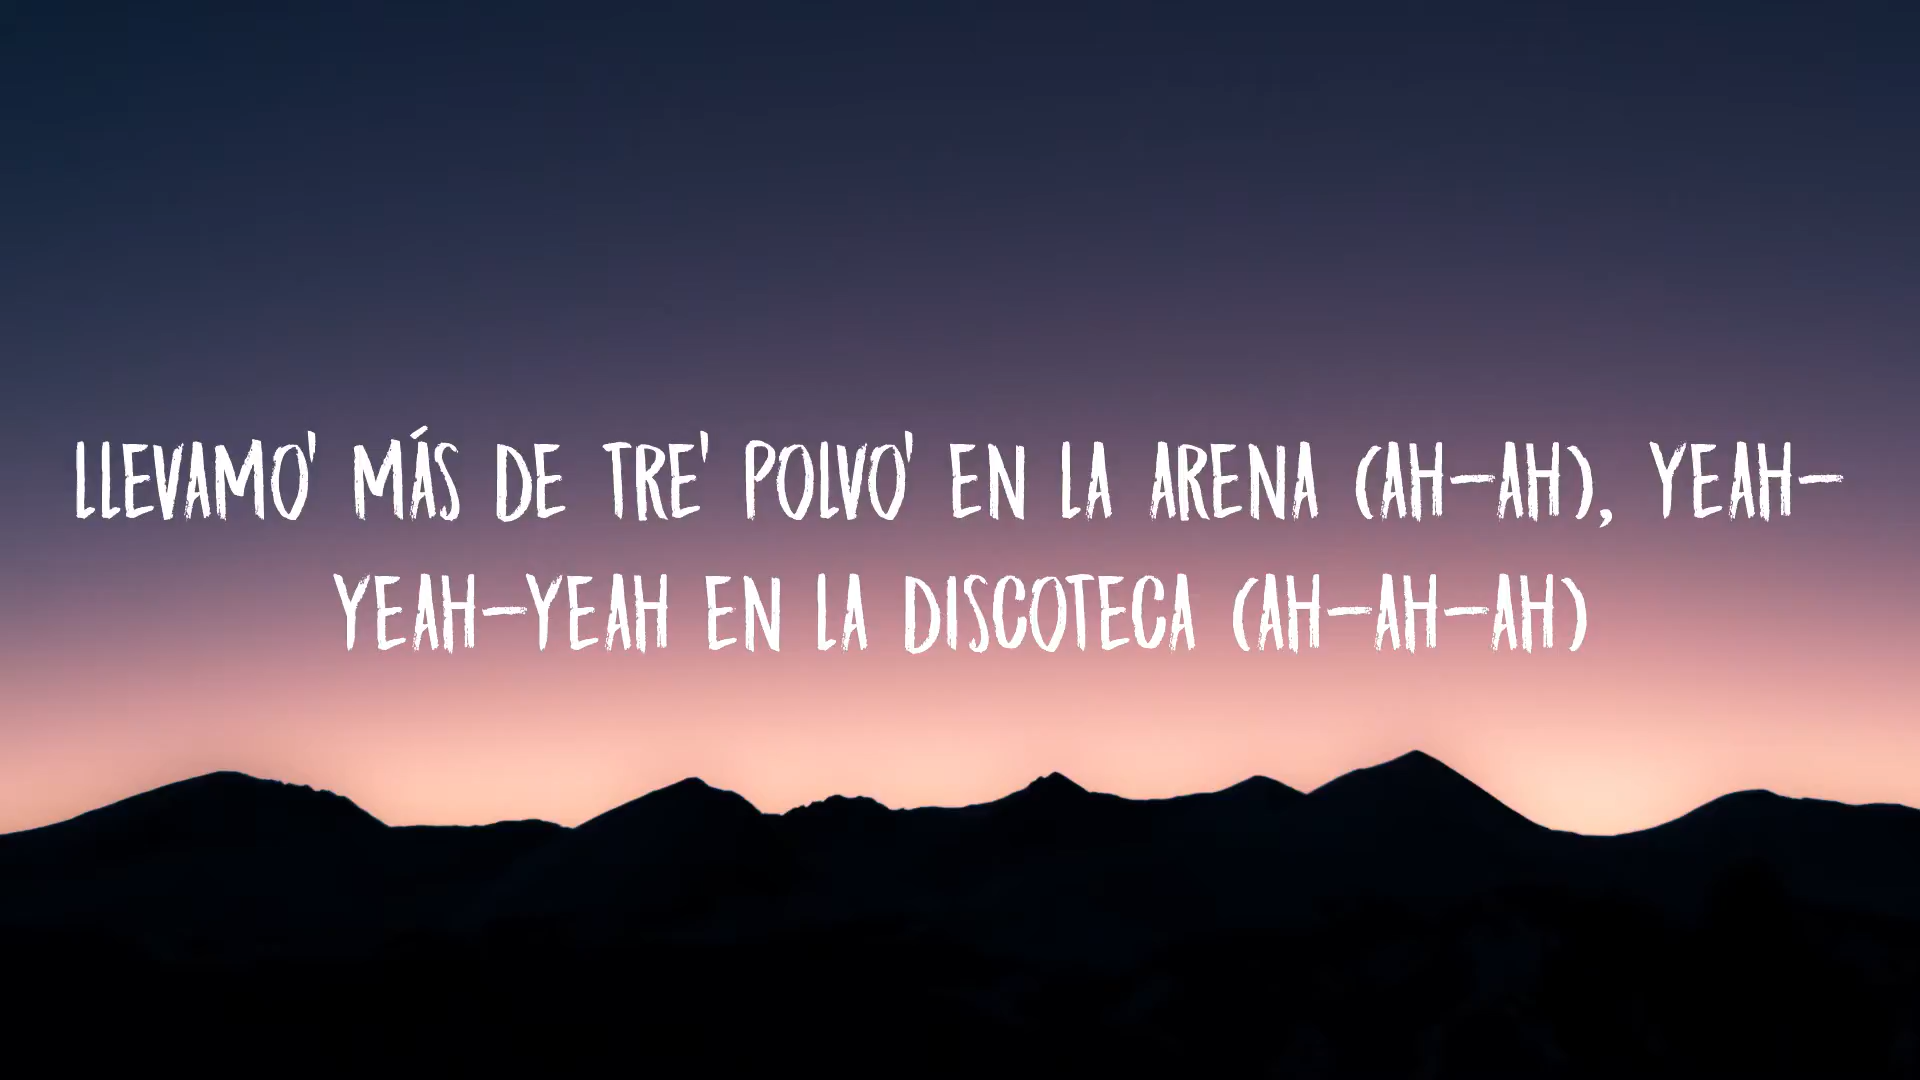 LLEVAMO' MÁS DE TRE' POLVO' EN LA ARENA (AH-AH), YEAH-
YEAH-YEAH EN LA DISCOTECA (AH-AH-AH)